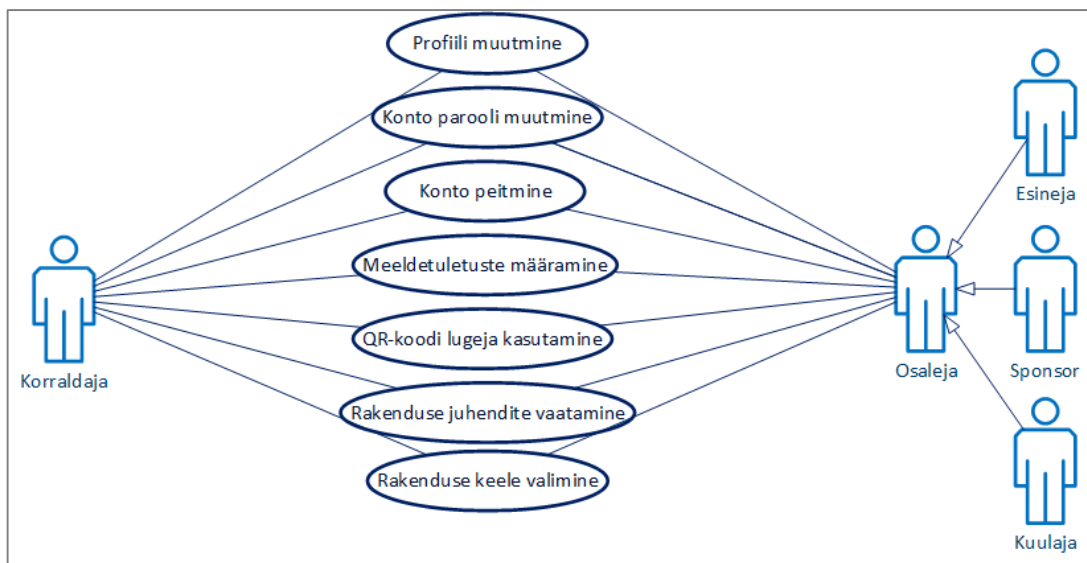 Profiili muutmine
Konto parooli muutmine
Konto peitmine
Meeldetuletuste määramine
QR-koodi lugeja kasutamine
Rakenduse juhendite vaatamine
Rakenduse keele valimine
Korraldaja
Osaleja
Esineja
Sponsor
Kuulaja